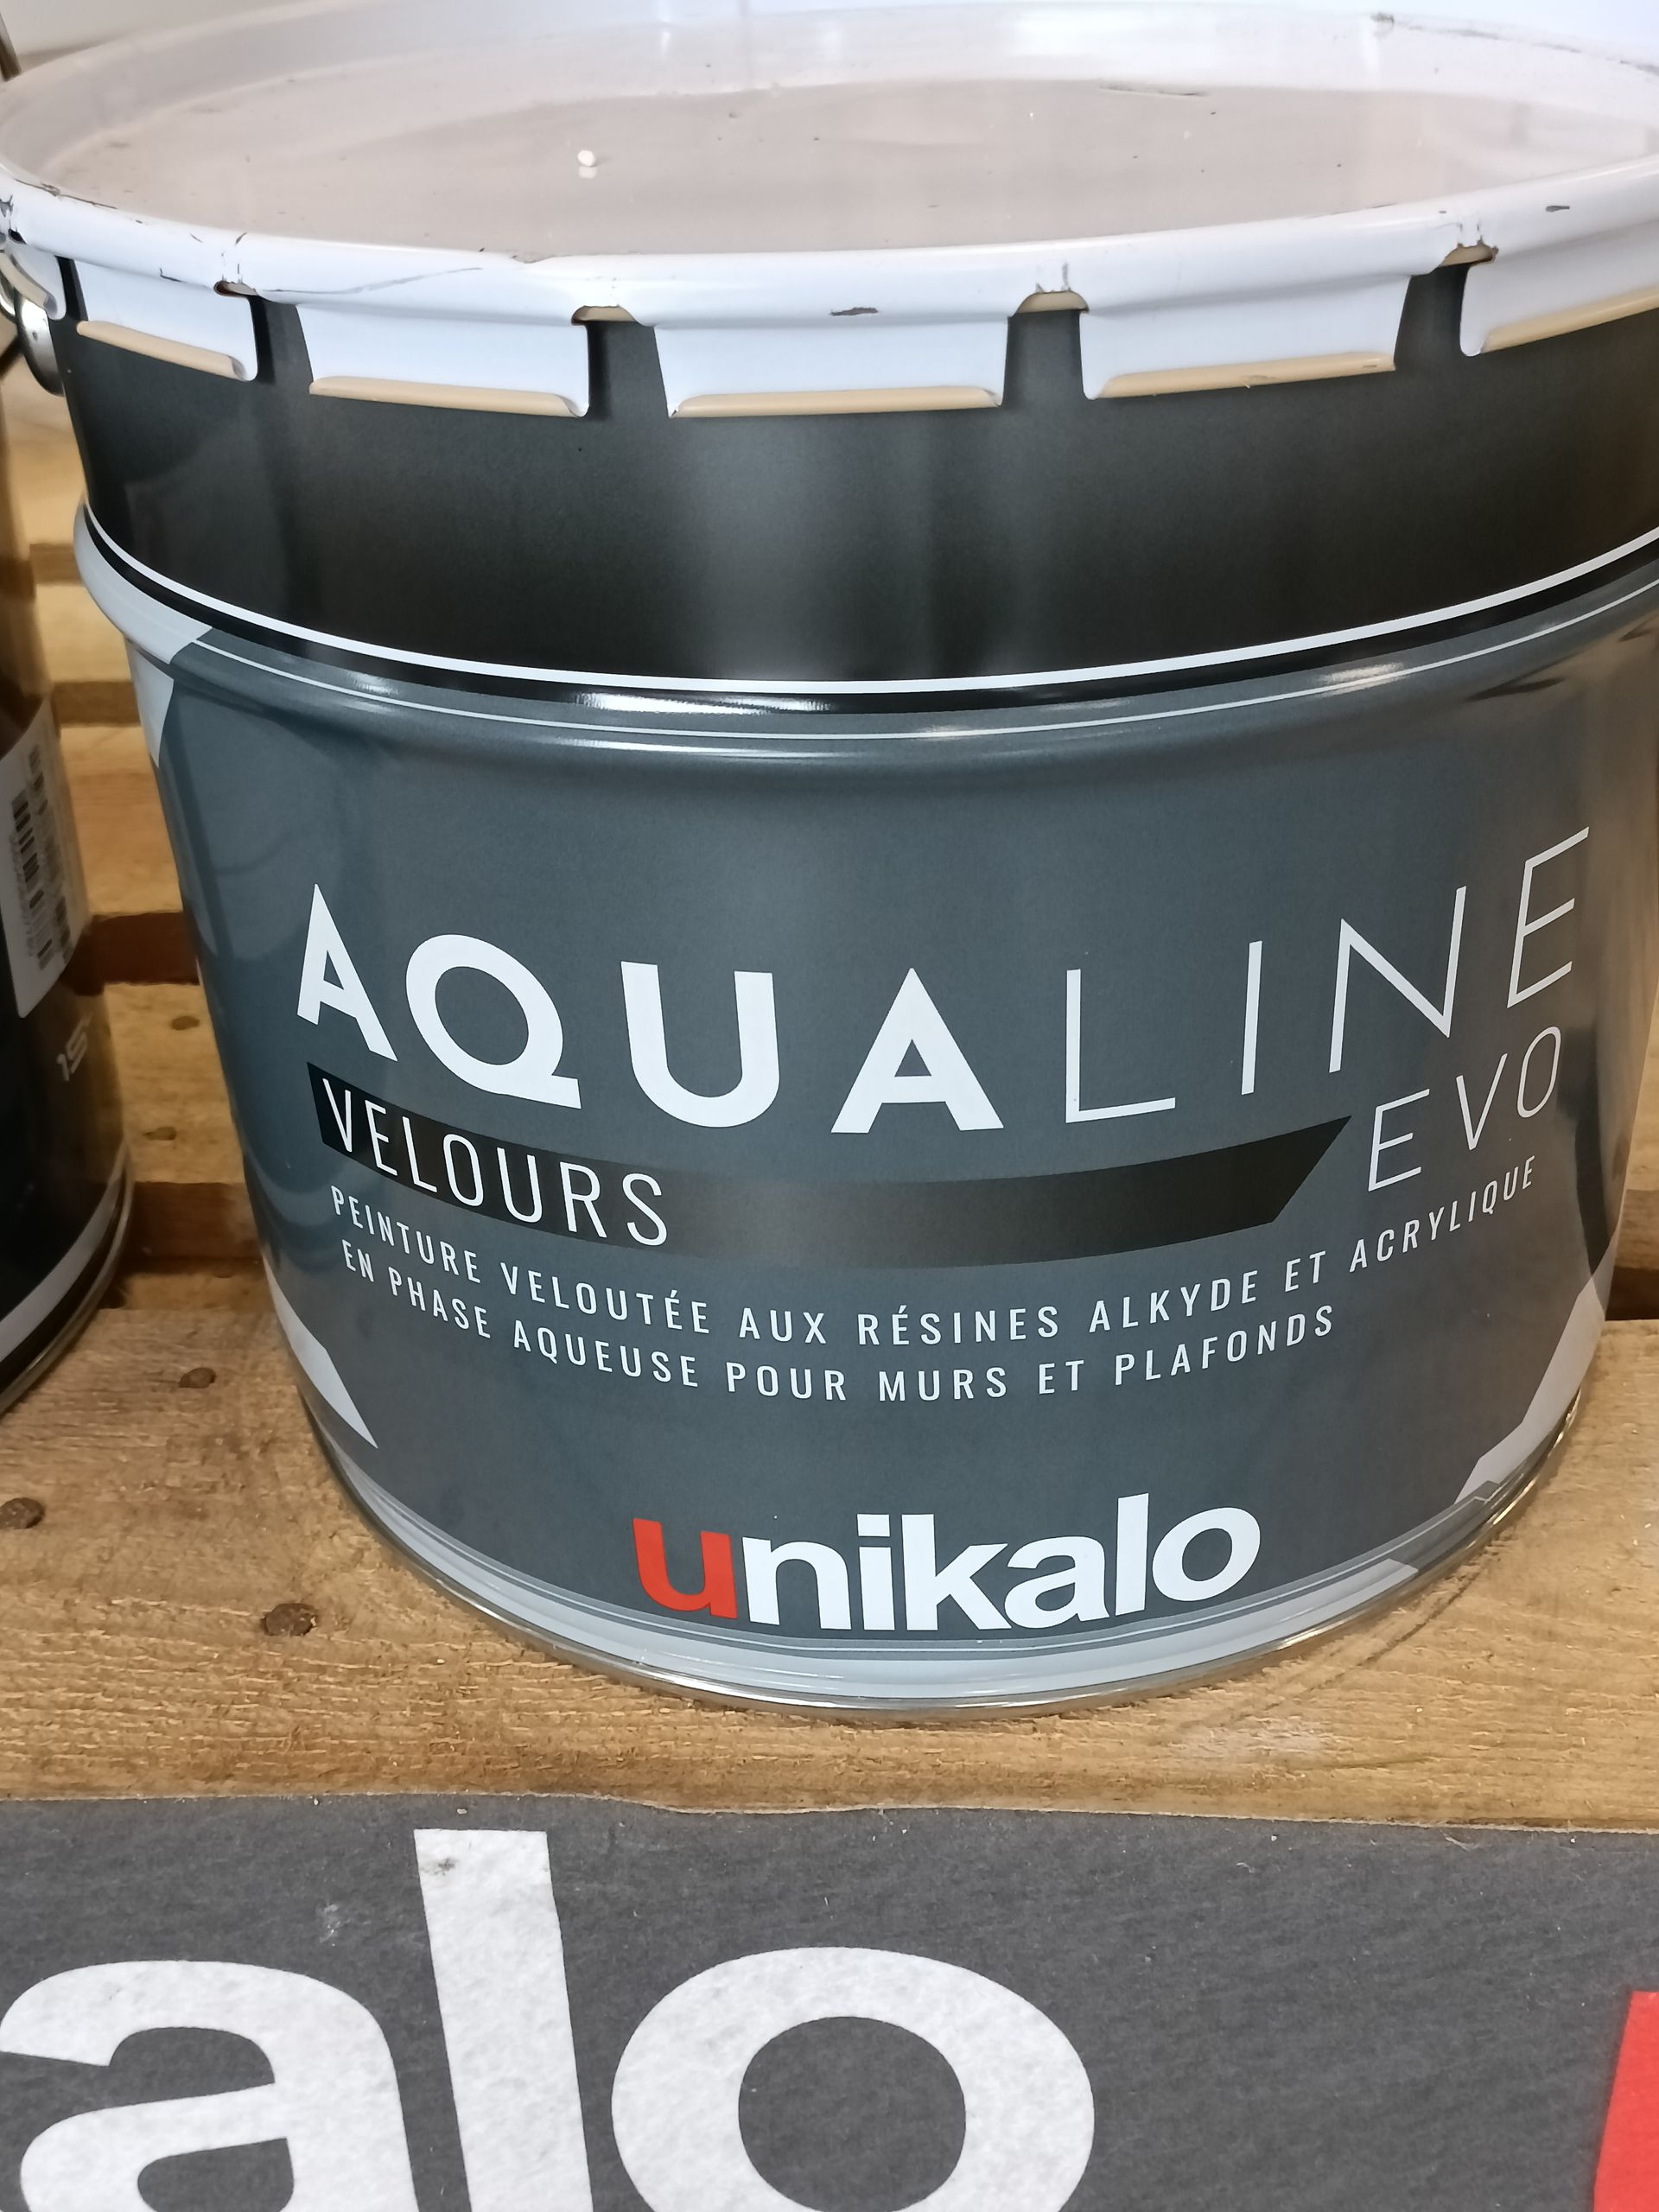 AQUALINE
EVO
VELOURS
PEINTURE VELOUTÉE AUX RÉSINES ALKYDE ET ACRYLIQUE
EN PHASE AQUEUSE POUR MURS ET PLAFONDS
unikalo
15
alo